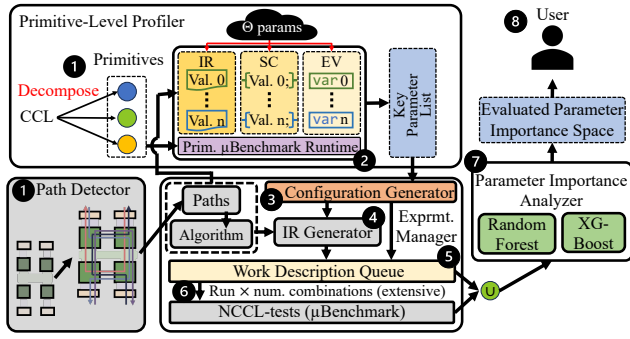 Primitive-Level Profiler
Θ params
8 User
1 Primitives
Decompose
CCL
IR SC EV
Val. 0 Val. 0; var 0
Val. n Val. n; var n
Prim. μBenchmark Runtime
2
Key Parameter List
Evaluated Parameter
Importance Space
7
Parameter Importance
Analyzer
Random
Forest
XG-
Boost
1 Path Detector
Paths
Algorithm
3 Configuration Generator
4
IR Generator
Exprmt.
Manager
5
Work Description Queue
6 Run × num. combinations (extensive)
NCCL-tests (μBenchmark)
U